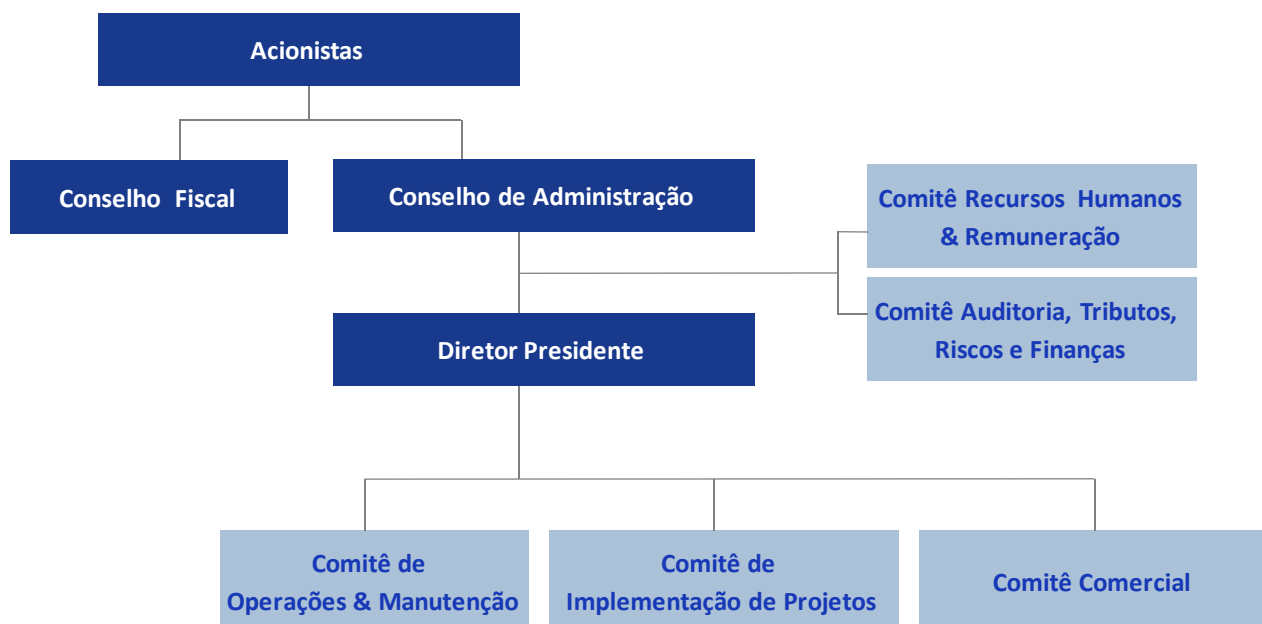 Acionistas
Conselho Fiscal
Conselho de Administração
Comitê Recursos Humanos
& Remuneração
Comitê Auditoria, Tributos,
Riscos e Finanças
Diretor Presidente
Comitê de
Operações & Manutenção
Comitê de
Implementação de Projetos
Comitê Comercial